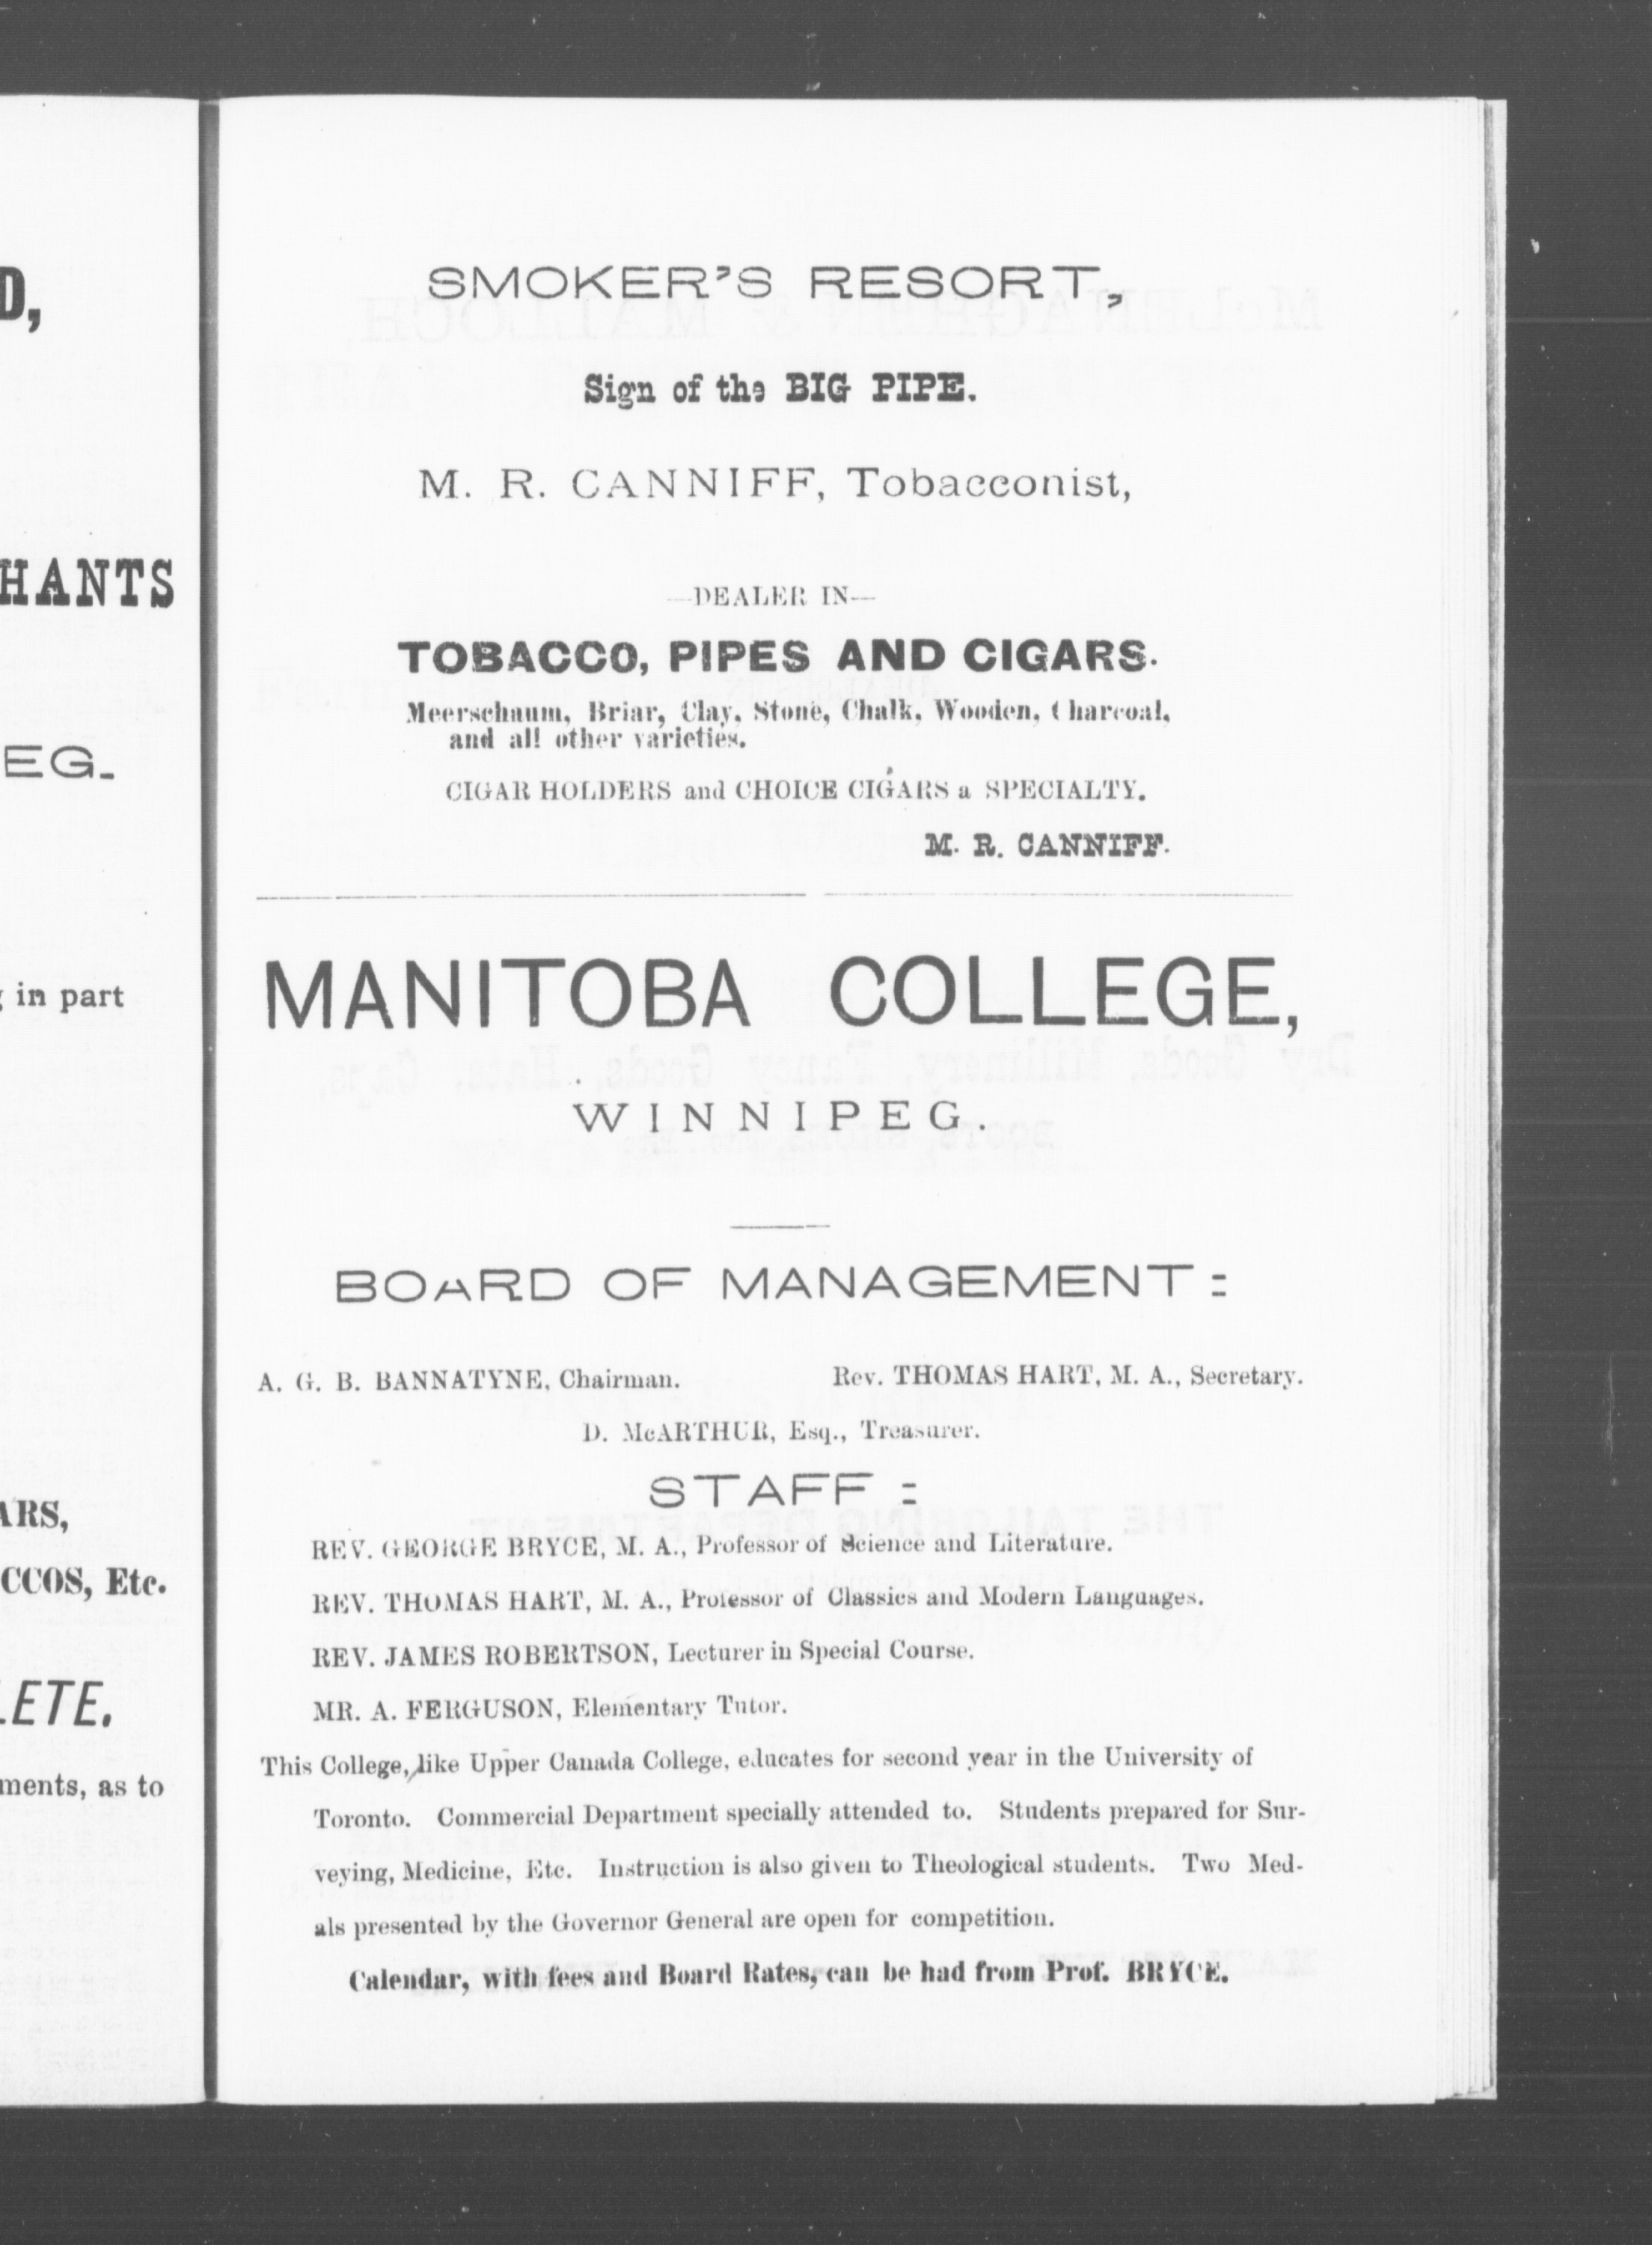 D,
HANTS
EG.
in part
ARS,
CCOS, Etc.
LETE.
ments, as to
SMOKER'S RESORT,
Sign of the BIG PIPE.
M. R. CANNIFF, Tobacconist,
—DEALER IN—
TOBACCO, PIPES AND CIGARS.
Meerschaum, Briar, Clay, Stone, Chalk, Wooden, Charcoal,
and all other varieties.
CIGAR HOLDERS and CHOICE CIGARS a SPECIALTY.
M. R. CANNIFF.
MANITOBA COLLEGE,
WINNIPEG.
BOARD OF MANAGEMENT:
A. G. B. BANNATYNE, Chairman. Rev. THOMAS HART, M. A., Secretary.
D. McARTHUR, Esq., Treasurer.
STAFF:
REV. GEORGE BRYCE, M. A., Professor of Science and Literature.
REV. THOMAS HART, M. A., Professor of Classics and Modern Languages.
REV. JAMES ROBERTSON, Lecturer in Special Course.
MR. A. FERGUSON, Elementary Tutor.
This College, like Upper Canada College, educates for second year in the University of
Toronto. Commercial Department specially attended to. Students prepared for Sur-
veying, Medicine, Etc. Instruction is also given to Theological students. Two Med-
als presented by the Governor General are open for competition.
Calendar, with fees and Board Rates, can be had from Prof. BRYCE.